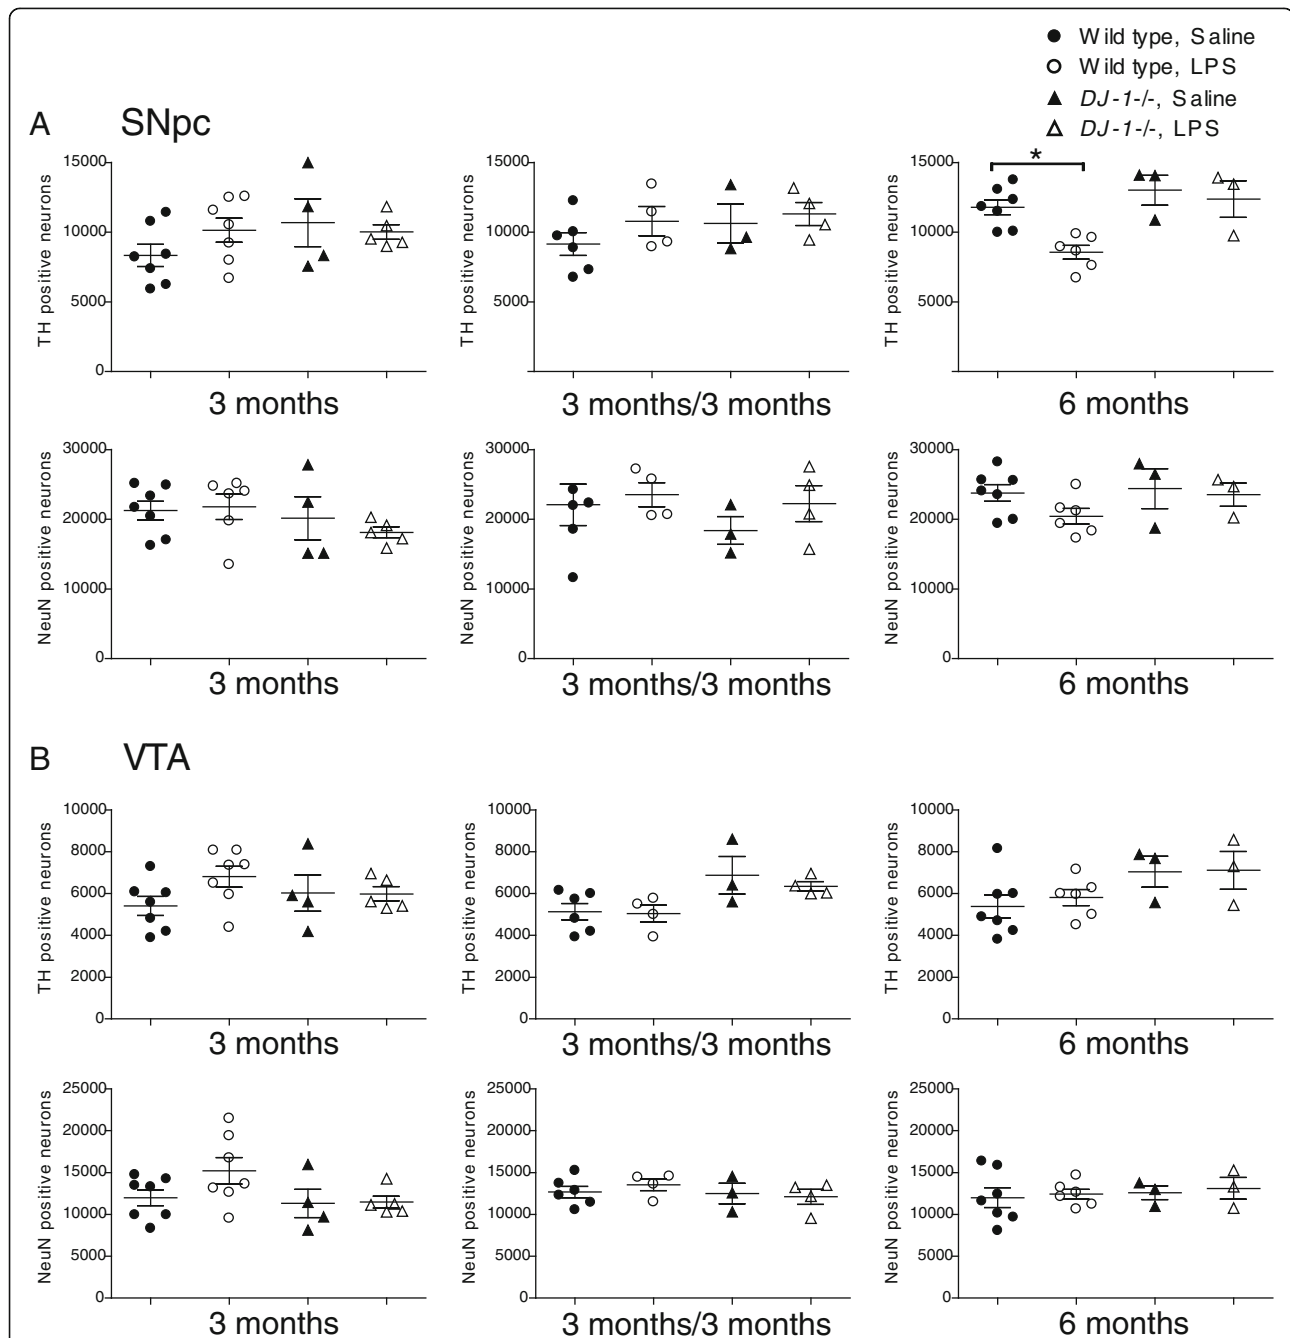 Wild type, Saline
Wild type, LPS
DJ-1-/-, Saline
DJ-1-/-, LPS
A SNpc
TH positive neurons
15000
10000
5000
0
3 months
TH positive neurons
15000
10000
5000
3 months/3 months
TH positive neurons
15000
10000
5000
*
6 months
NeuN positive neurons
30000
20000
10000
0
3 months
NeuN positive neurons
30000
20000
10000
0
3 months/3 months
NeuN positive neurons
30000
20000
10000
0
6 months
B VTA
TH positive neurons
10000
8000
6000
4000
2000
0
3 months
TH positive neurons
10000
8000
6000
4000
2000
0
3 months/3 months
TH positive neurons
10000
8000
6000
4000
2000
0
6 months
NeuN positive neurons
25000
20000
15000
10000
5000
0
3 months
NeuN positive neurons
25000
20000
15000
10000
5000
0
3 months/3 months
NeuN positive neurons
25000
20000
15000
10000
5000
0
6 months